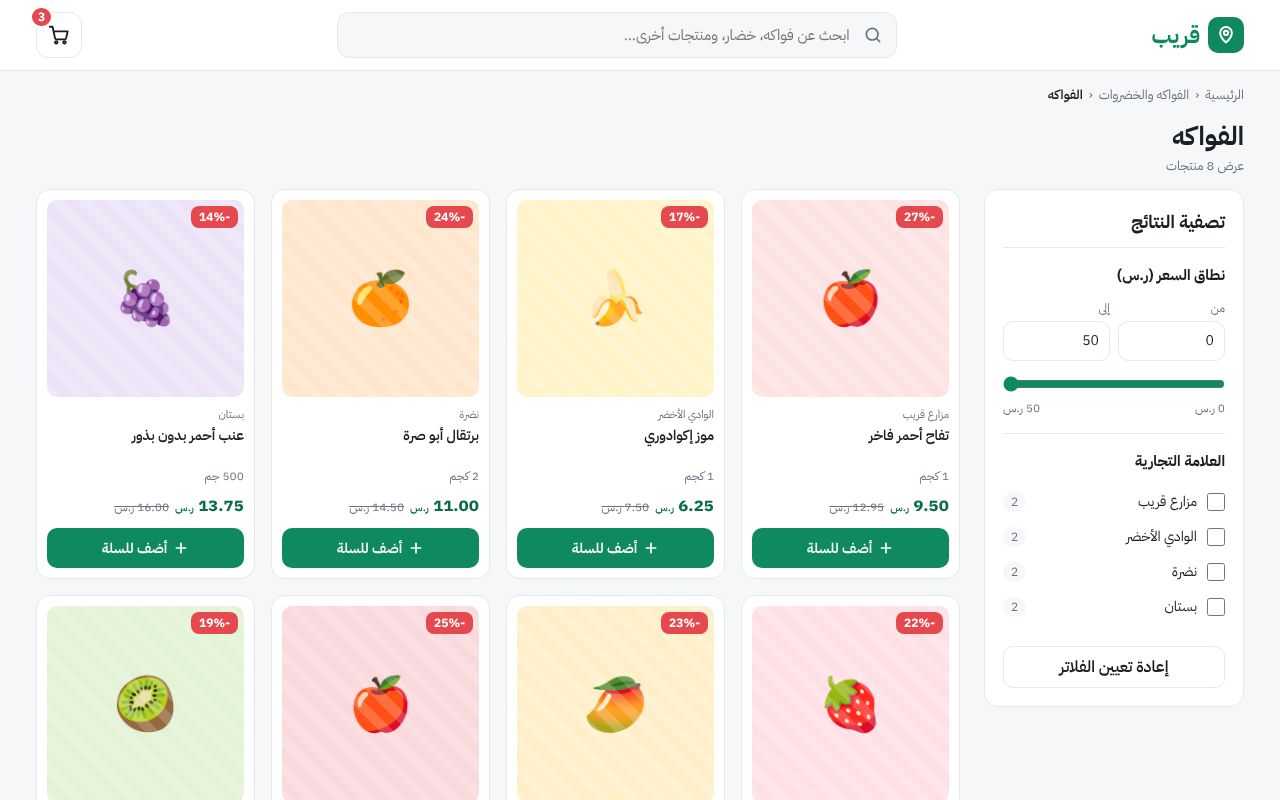 قريب
ابحث عن فواكه، خضار، ومنتجات أخرى...
3
الرئيسية › الفواكه والخضروات › الفواكه
الفواكه
عرض 8 منتجات
تصفية النتائج
نطاق السعر (ر.س)
من
إلى
0
50
0 ر.س
50 ر.س
العلامة التجارية
مزارع قريب 2
الوادي الأخضر 2
نضرة 2
بستان 2
إعادة تعيين الفلاتر
-27%
مزارع قريب
تفاح أحمر فاخر
1 كجم
9.50 ر.س 12.95 ر.س
أضف للسلة
-17%
الوادي الأخضر
موز إكوادوري
1 كجم
6.25 ر.س 7.50 ر.س
أضف للسلة
-24%
نضرة
برتقال أبو صرة
2 كجم
11.00 ر.س 14.50 ر.س
أضف للسلة
-14%
بستان
عنب أحمر بدون بذور
500 جم
13.75 ر.س 16.00 ر.س
أضف للسلة
-22%
-23%
-25%
-19%